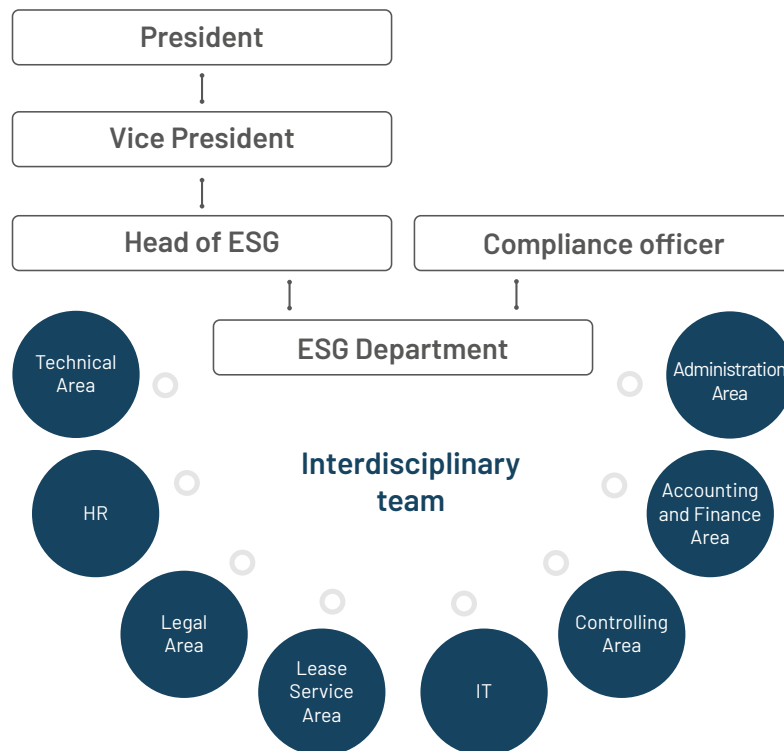 President
Vice President
Head of ESG
Compliance officer
ESG Department
Technical
Area
Administration
Area
Interdisciplinary
team
HR
Accounting
and Finance
Area
Legal
Area
Controlling
Area
Lease
Service
Area
IT